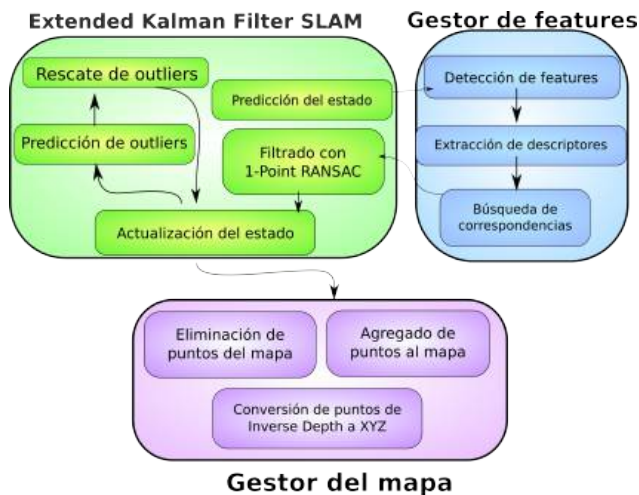 Extended Kalman Filter SLAM
Rescate de outliers
Predicción de outliers
Predicción del estado
Filtrado con
1-Point RANSAC
Actualización del estado
Gestor de features
Detección de features
Extracción de descriptores
Búsqueda de
correspondencias
Eliminación de
puntos del mapa
Agregado de
puntos al mapa
Conversión de puntos de
Inverse Depth a XYZ
Gestor del mapa